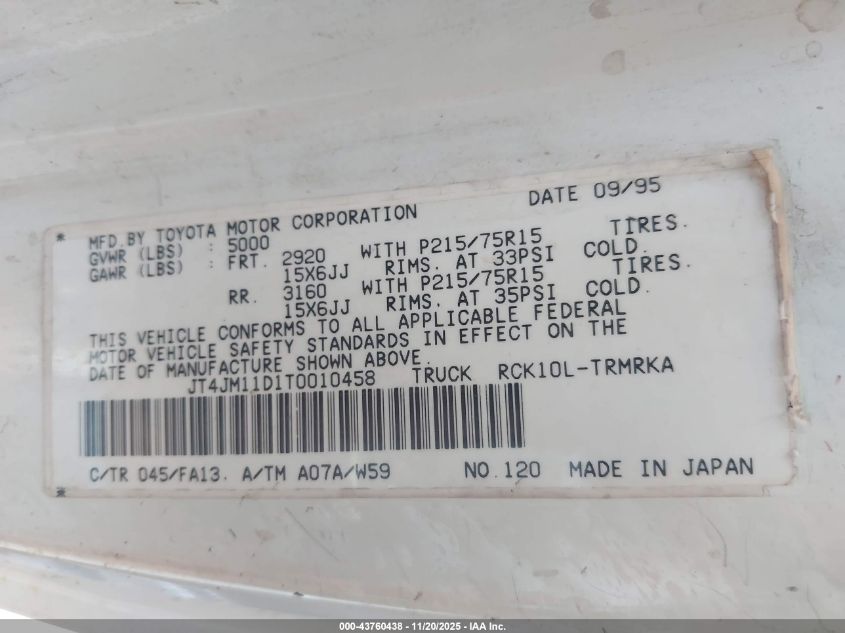 DATE 09/95
* MFD.BY TOYOTA MOTOR CORPORATION
GVWR (LBS) : 5000
GAWR (LBS) : FRT. 2920 WITH P215/75R15 TIRES.
15X6JJ RIMS. AT 33PSI COLD.
RR. 3160 WITH P215/75R15 TIRES.
15X6JJ RIMS. AT 35PSI COLD.
THIS VEHICLE CONFORMS TO ALL APPLICABLE FEDERAL
MOTOR VEHICLE SAFETY STANDARDS IN EFFECT ON THE
DATE OF MANUFACTURE SHOWN ABOVE.
JT4JM11D1T0010458 TRUCK RCK10L-TRMRKA
C/TR 045/FA13. A/TM A07A/W59 NO.120 MADE IN JAPAN
*
000-43760438 - 11/20/2025 - IAA Inc.